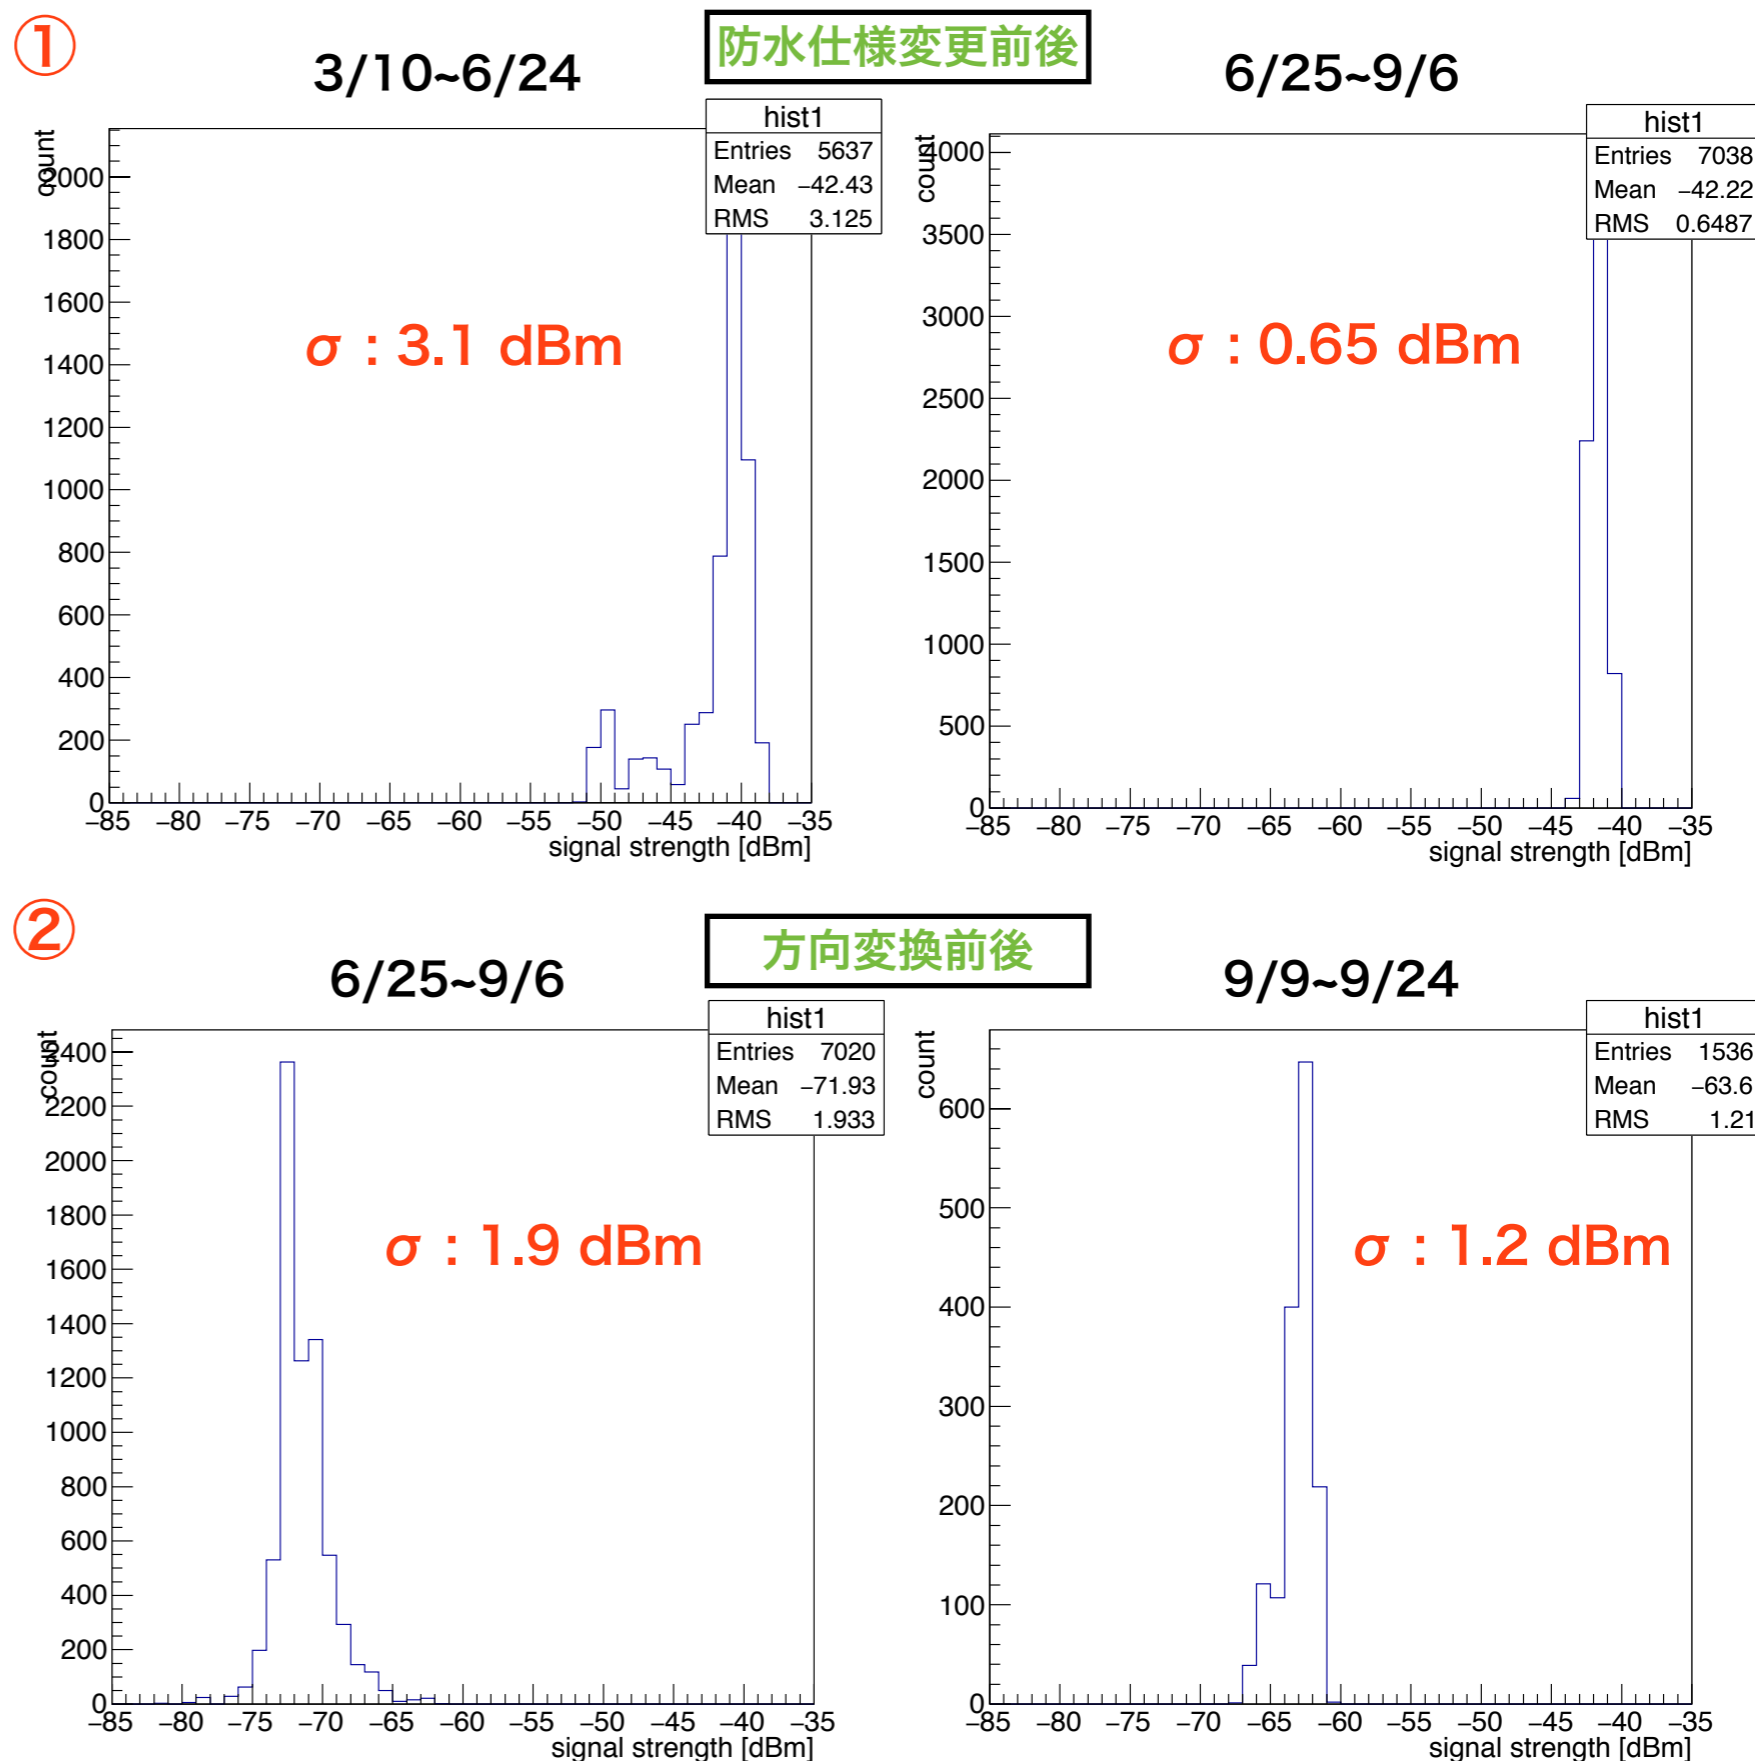 ①
防水仕様変更前後
3/10~6/24
6/25~9/6
count
2000
1800
1600
1400
1200
1000
800
600
400
200
0
hist1
Entries 5637
Mean −42.43
RMS 3.125
σ : 3.1 dBm
−85 −80 −75 −70 −65 −60 −55 −50 −45 −40 −35
signal strength [dBm]
count
4000
3500
3000
2500
2000
1500
1000
500
0
hist1
Entries 7038
Mean −42.22
RMS 0.6487
σ : 0.65 dBm
−85 −80 −75 −70 −65 −60 −55 −50 −45 −40 −35
signal strength [dBm]
②
方向変換前後
6/25~9/6
9/9~9/24
count
2400
2200
2000
1800
1600
1400
1200
1000
800
600
400
200
0
hist1
Entries 7020
Mean −71.93
RMS 1.933
σ : 1.9 dBm
−85 −80 −75 −70 −65 −60 −55 −50 −45 −40 −35
signal strength [dBm]
count
600
500
400
300
200
100
0
hist1
Entries 1536
Mean −63.6
RMS 1.21
σ : 1.2 dBm
−85 −80 −75 −70 −65 −60 −55 −50 −45 −40 −35
signal strength [dBm]